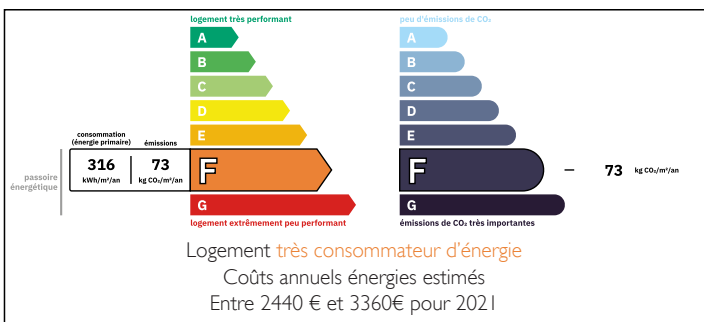 logement très performant
A
B
C
D
E
consommation
(énergie primaire)
émissions
316
73
kWh/m²/an
kg CO₂/m²/an
F
passoire
énergétique
G
logement extrêmement peu performant
peu d'émissions de CO₂
A
B
C
D
E
F
73 kg CO₂/m²/an
G
émissions de CO₂ très importantes
Logement très consommateur d'énergie
Coûts annuels énergies estimés
Entre 2440 € et 3360€ pour 2021